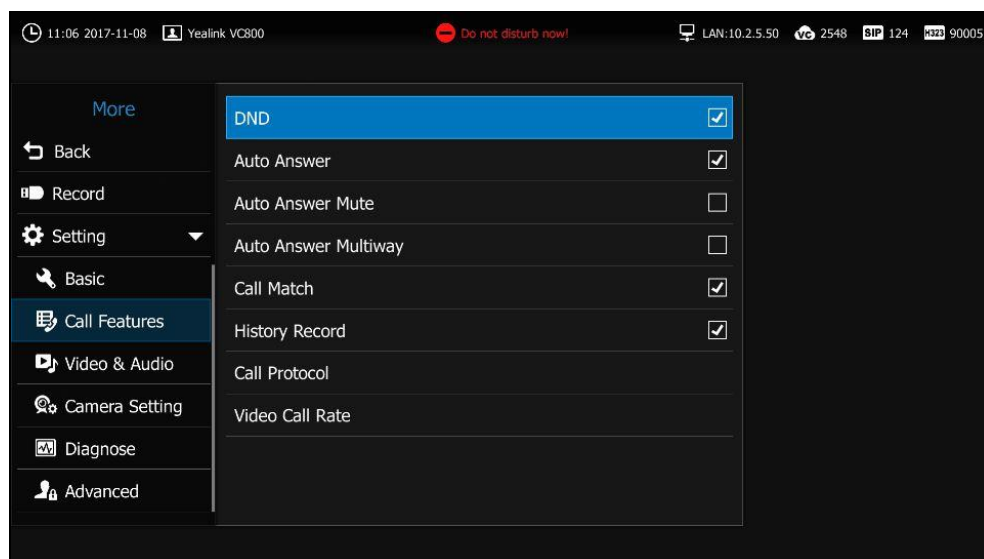 11:06 2017-11-08 Yealink VC800 Do not disturb now! LAN:10.2.5.50 VC 2548 SIP 124 H323 90005
More
Back
Record
Setting
Basic
Call Features
Video & Audio
Camera Setting
Diagnose
Advanced
DND
Auto Answer
Auto Answer Mute
Auto Answer Multiway
Call Match
History Record
Call Protocol
Video Call Rate